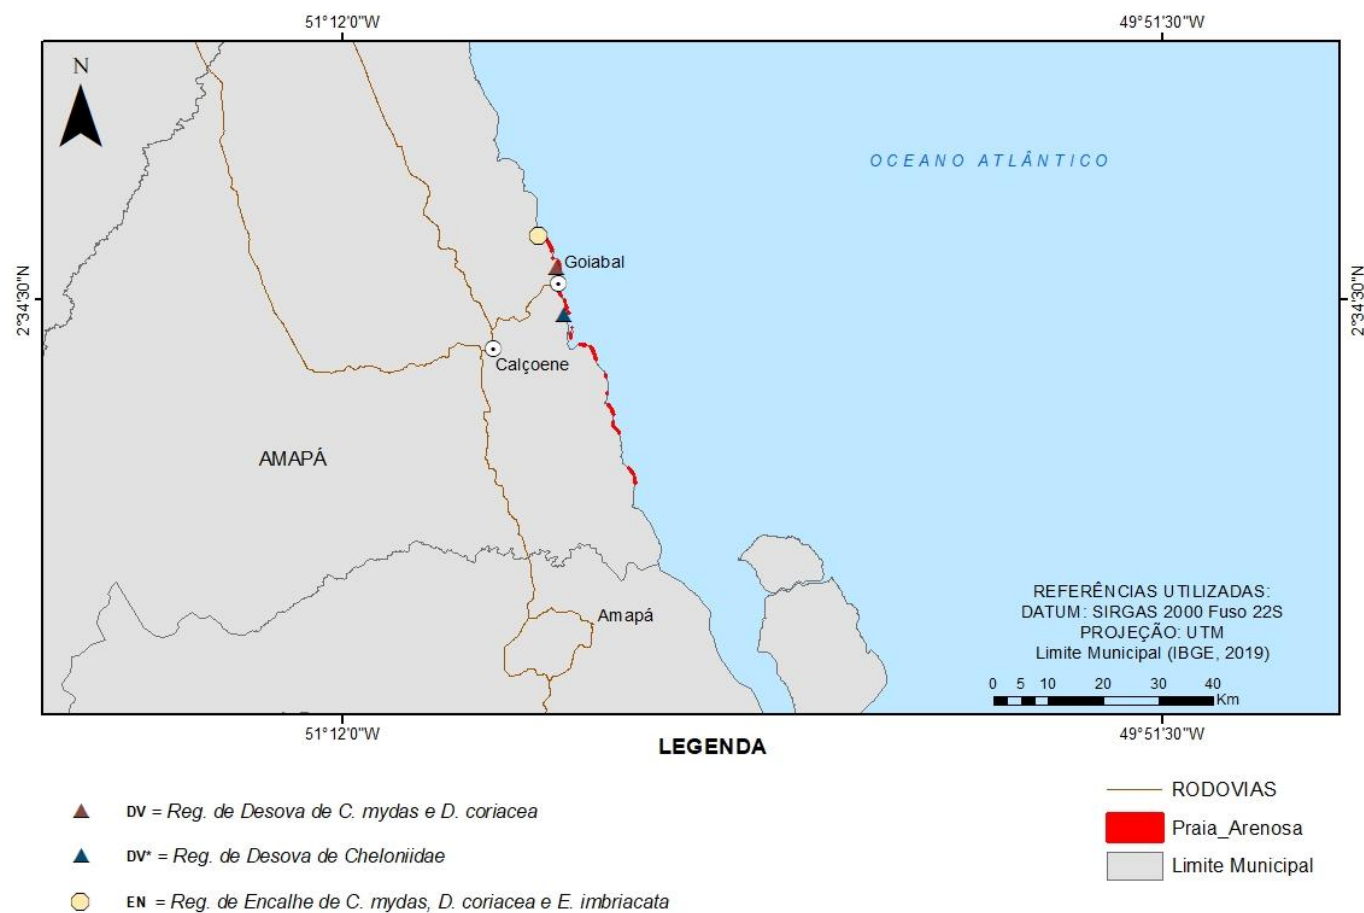 51°12'0"W
49°51'30"W
N
OCEANO ATLÂNTICO
Goiabal
2°34'30"N
2°34'30"N
Calçoene
AMAPÁ
Amapá
REFERÊNCIAS UTILIZADAS:
DATUM: SIRGAS 2000 Fuso 22S
PROJEÇÃO: UTM
Limite Municipal (IBGE, 2019)
0 5 10 20 30 40
Km
51°12'0"W
49°51'30"W
LEGENDA
DV = Reg. de Desova de C. mydas e D. coriacea
DV* = Reg. de Desova de Cheloniidae
EN = Reg. de Encalhe de C. mydas, D. coriacea e E. imbriacata
RODOVIAS
Praia_Arenosa
Limite Municipal